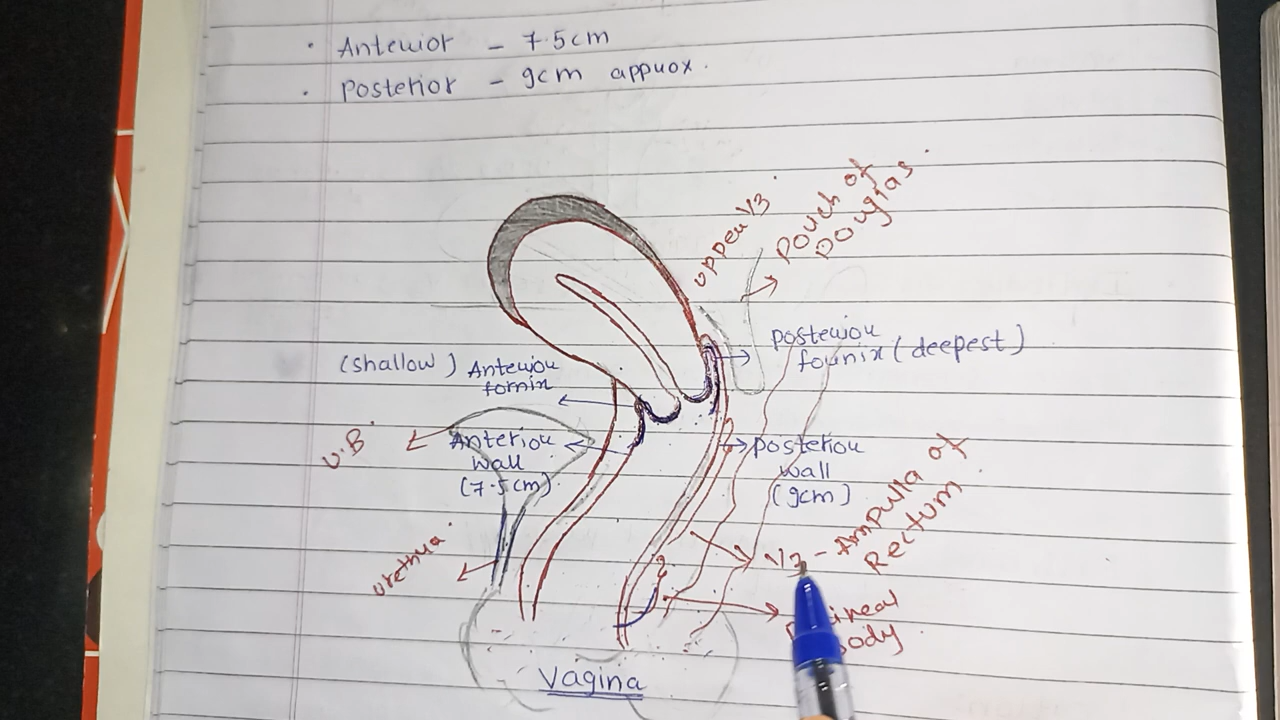 • Anterior - 7.5cm
• Posterior - 9cm approx.
upper 1/3
Pouch of
Douglas
Posterior
fornix (deepest)
(shallow) Anterior
fornix
U.B
Anterior
wall
(7.5cm)
Posterior
wall
(9cm)
urethra
1/3 - Ampulla of
Rectum
body
Vagina